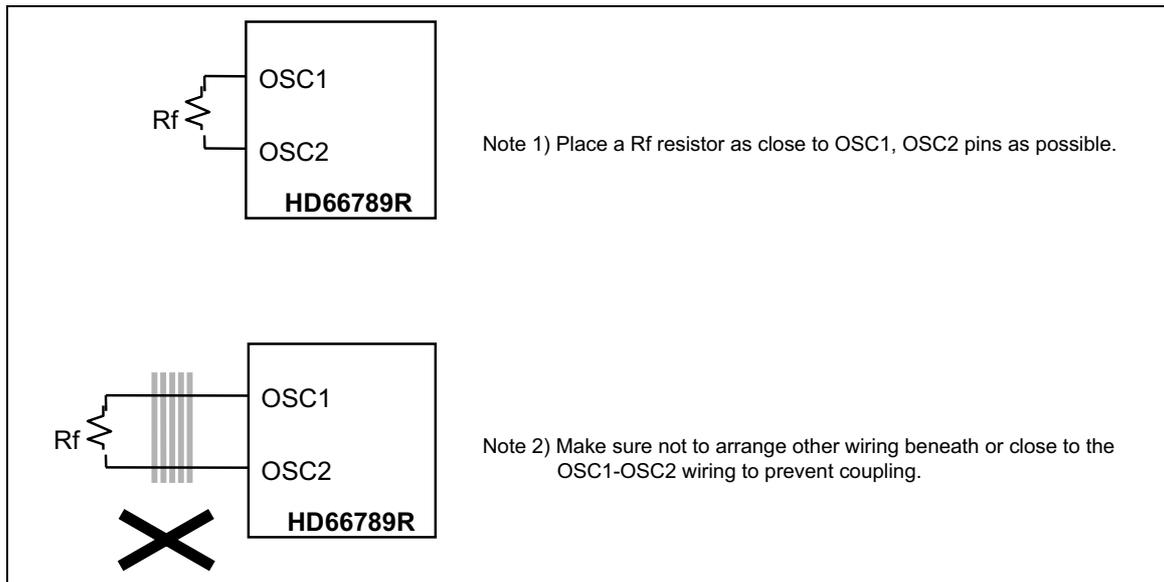 OSC1
Rf
OSC2
HD66789R
Note 1) Place a Rf resistor as close to OSC1, OSC2 pins as possible.
OSC1
Rf
OSC2
HD66789R
Note 2) Make sure not to arrange other wiring beneath or close to the
OSC1-OSC2 wiring to prevent coupling.